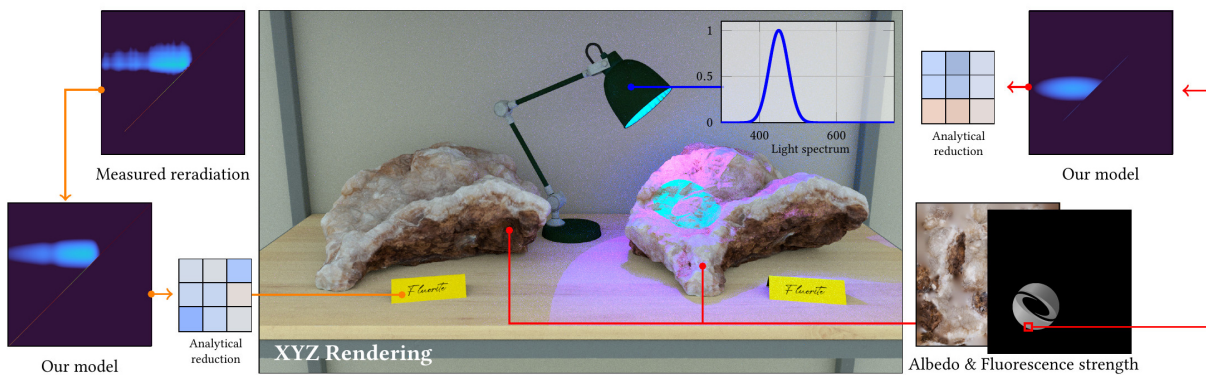 Measured reradiation
Our model
Analytical
reduction
1
0.5
0
400
600
Light spectrum
Fluorite
Fluorite
XYZ Rendering
Analytical
reduction
Our model
Albedo & Fluorescence strength